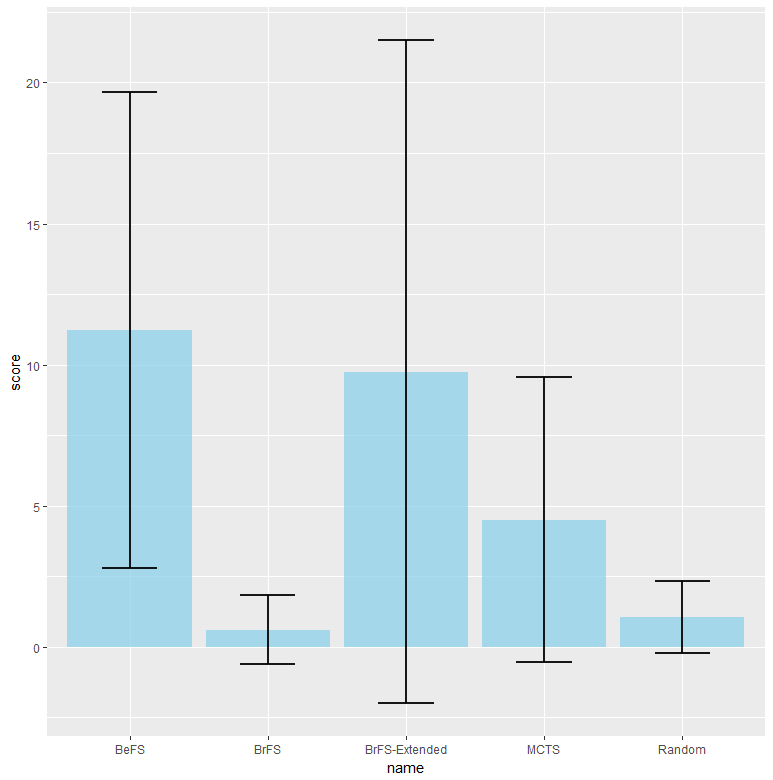 20
15
10
5
0
score
BeFS
BrFS
BrFS-Extended
MCTS
Random
name